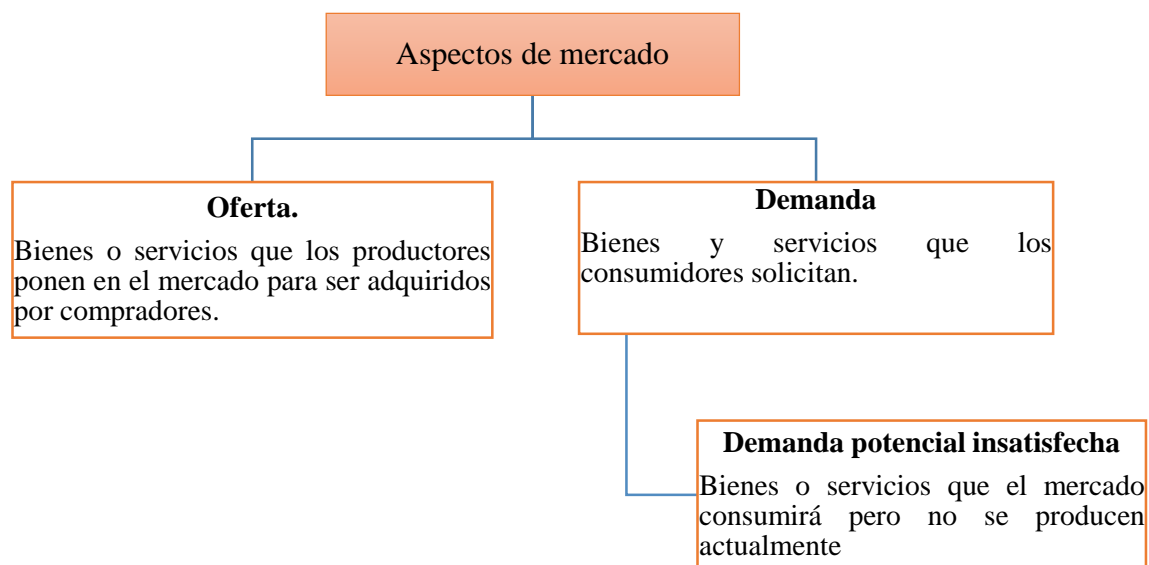 Aspectos de mercado
Oferta.
Bienes o servicios que los productores
ponen en el mercado para ser adquiridos
por compradores.
Demanda
Bienes y servicios que los
consumidores solicitan.
Demanda potencial insatisfecha
Bienes o servicios que el mercado
consumirá pero no se producen
actualmente